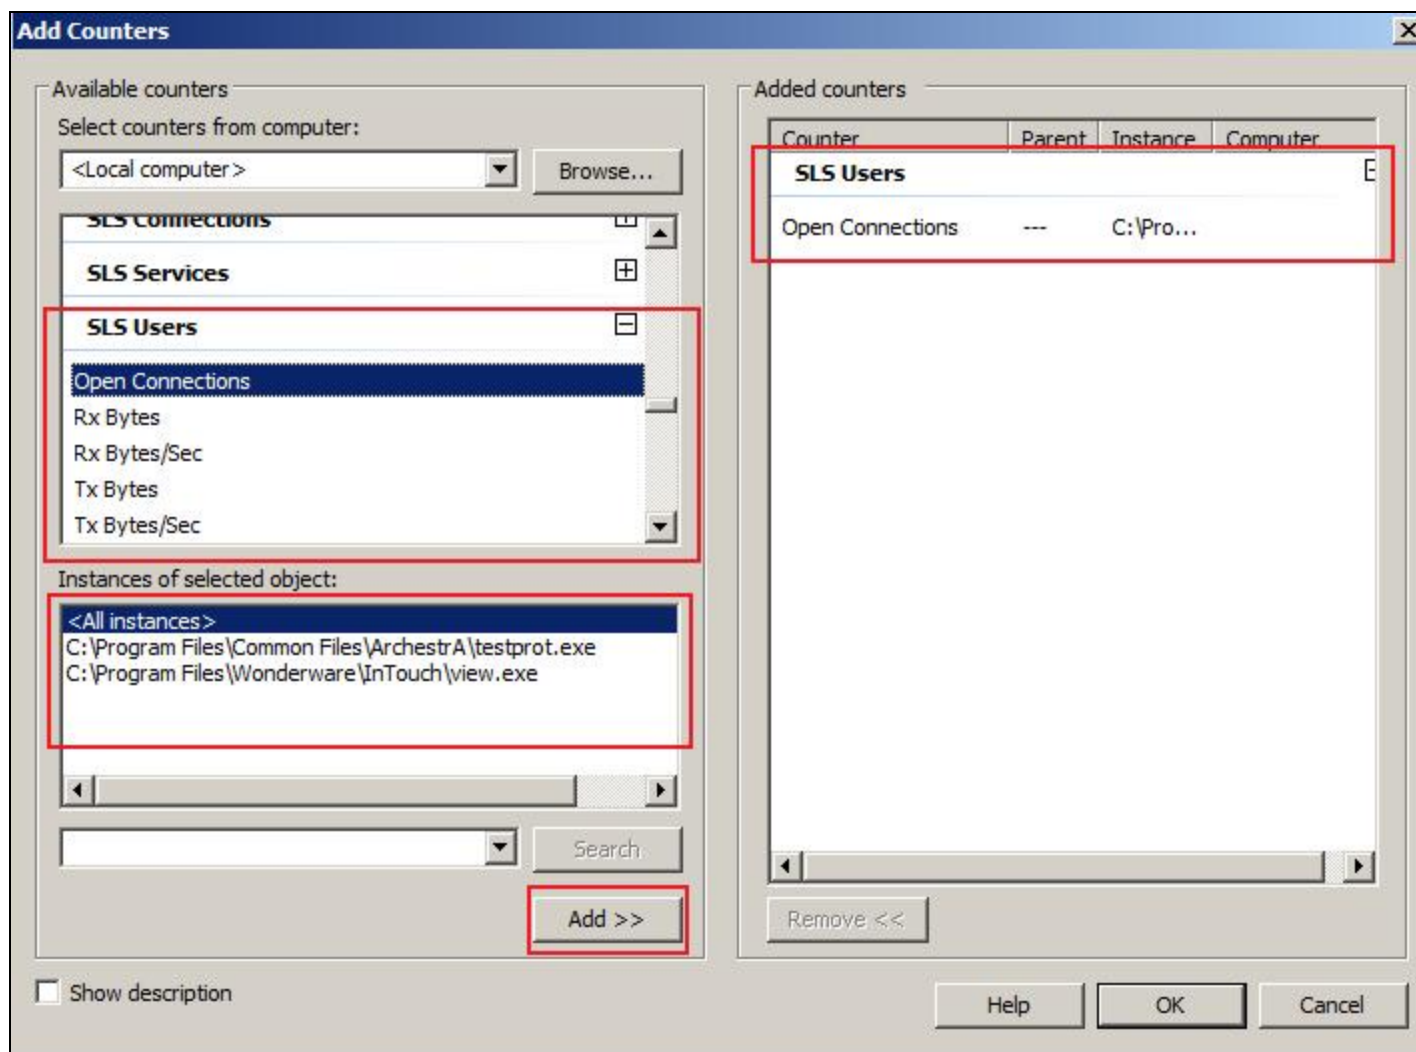 Add Counters
Available counters
Select counters from computer:
<Local computer>
Browse...
SLS Connections
SLS Services
SLS Users
Open Connections
Rx Bytes
Rx Bytes/Sec
Tx Bytes
Tx Bytes/Sec
Instances of selected object:
<All instances>
C:\Program Files\Common Files\ArchestrA\testprot.exe
C:\Program Files\Wonderware\InTouch\view.exe
Search
Add >>
Show description
Added counters
Counter Parent Instance Computer
SLS Users
Open Connections --- C:\Pro...
Remove <<
Help OK Cancel